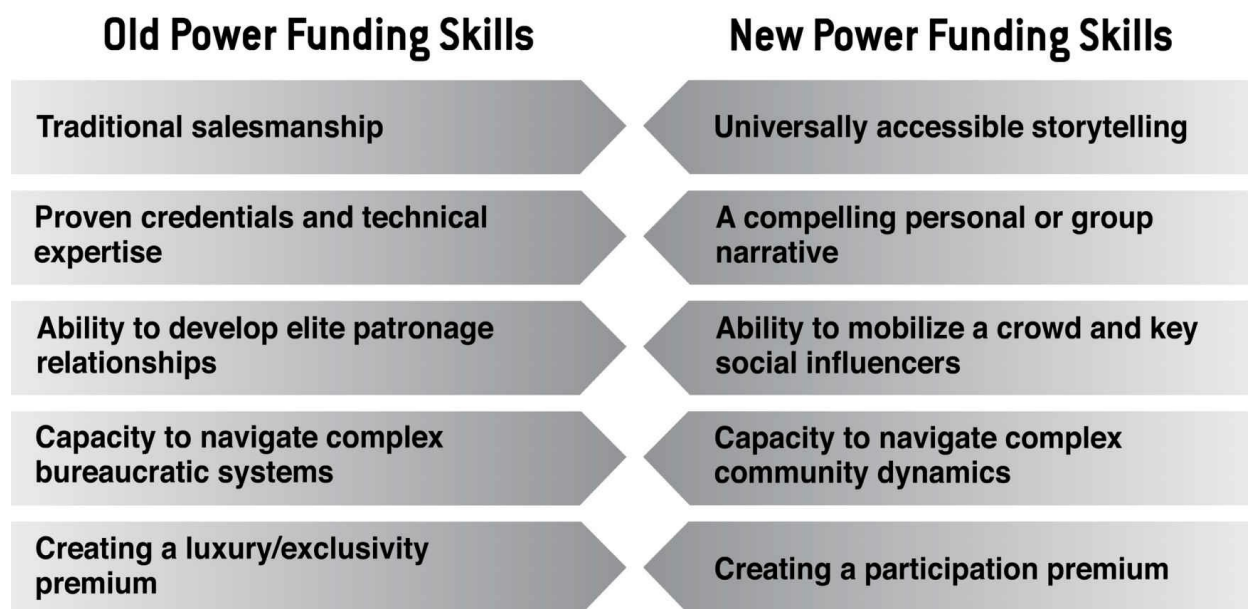 Old Power Funding Skills
New Power Funding Skills
Traditional salesmanship
Universally accessible storytelling
Proven credentials and technical
expertise
A compelling personal or group
narrative
Ability to develop elite patronage
relationships
Ability to mobilize a crowd and key
social influencers
Capacity to navigate complex
bureaucratic systems
Capacity to navigate complex
community dynamics
Creating a luxury/exclusivity
premium
Creating a participation premium